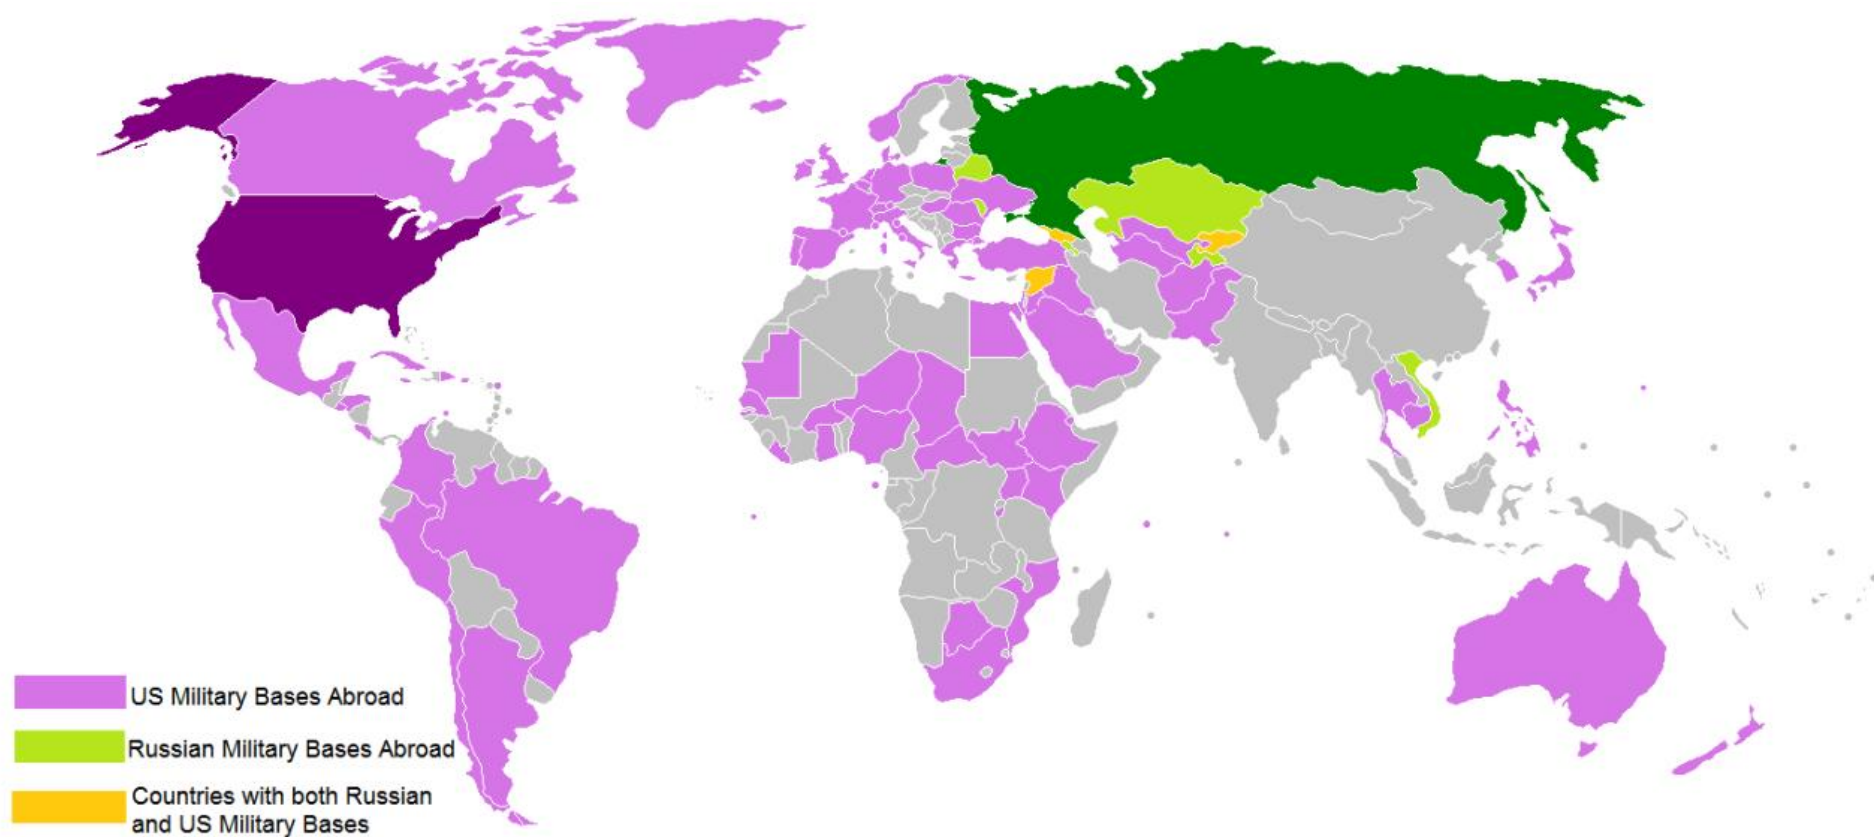 US Military Bases Abroad
Russian Military Bases Abroad
Countries with both Russian
and US Military Bases